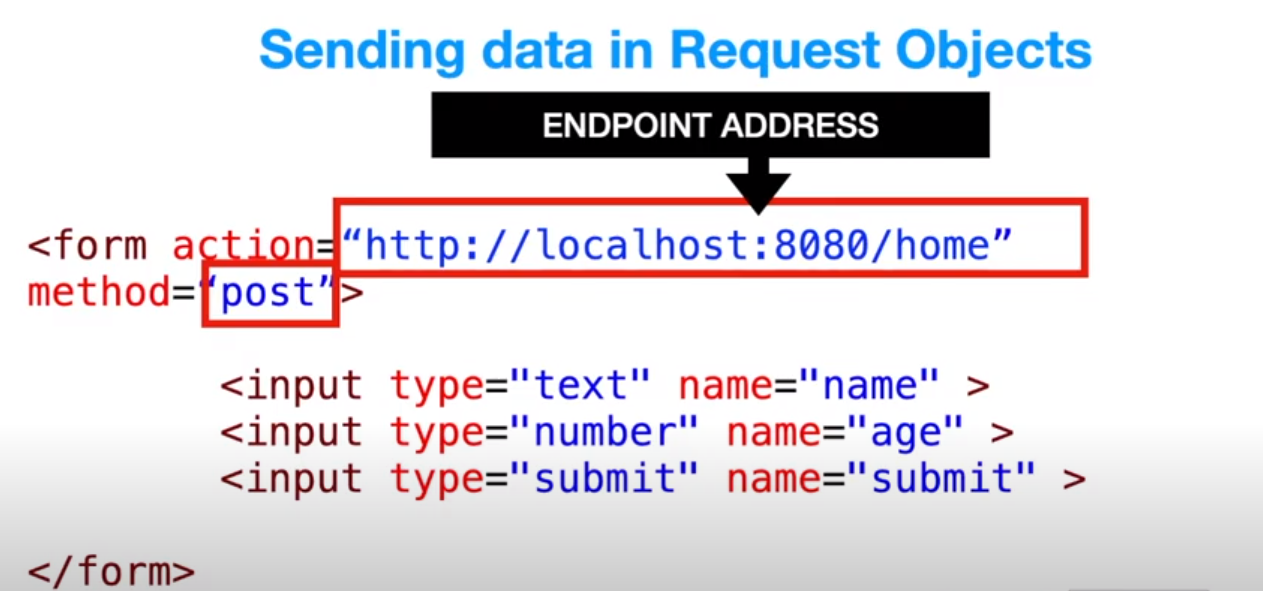 Sending data in Request Objects
ENDPOINT ADDRESS
<form action=“http://localhost:8080/home”
method=“post”>
<input type="text" name="name" >
<input type="number" name="age" >
<input type="submit" name="submit" >
</form>